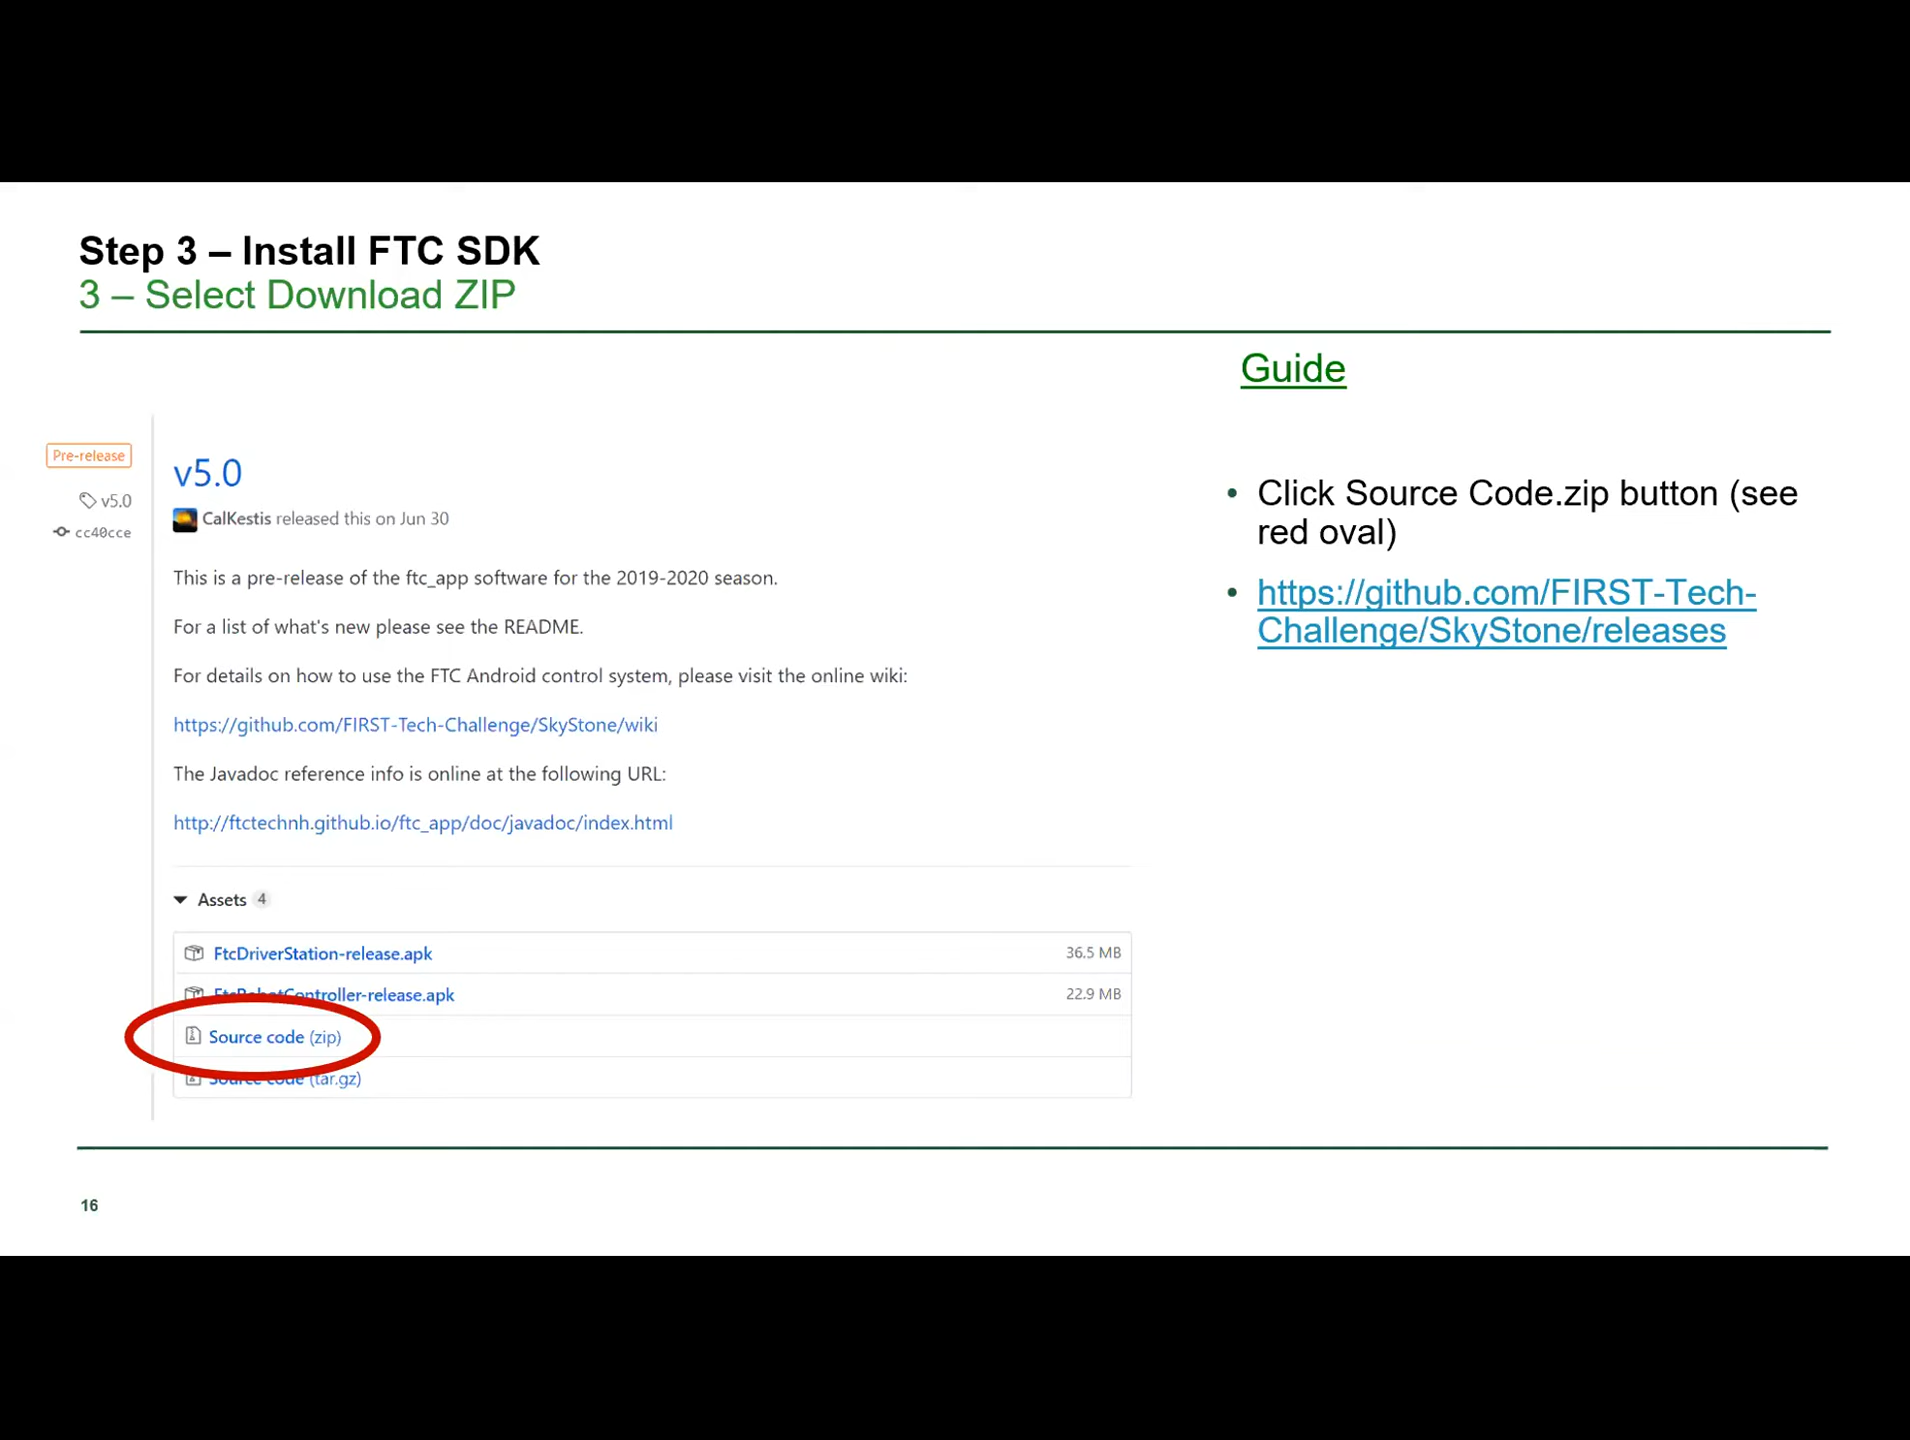 Step 3 – Install FTC SDK
3 – Select Download ZIP
Guide
Pre-release
v5.0
cc40cce
v5.0
CalKestis released this on Jun 30
This is a pre-release of the ftc_app software for the 2019-2020 season.
For a list of what's new please see the README.
For details on how to use the FTC Android control system, please visit the online wiki:
https://github.com/FIRST-Tech-Challenge/SkyStone/wiki
The Javadoc reference info is online at the following URL:
http://ftctechnh.github.io/ftc_app/doc/javadoc/index.html
Assets 4
FtcDriverStation-release.apk 36.5 MB
FtcRobotController-release.apk 22.9 MB
Source code (zip)
Source code (tar.gz)
• Click Source Code.zip button (see
red oval)
• https://github.com/FIRST-Tech-
Challenge/SkyStone/releases
16